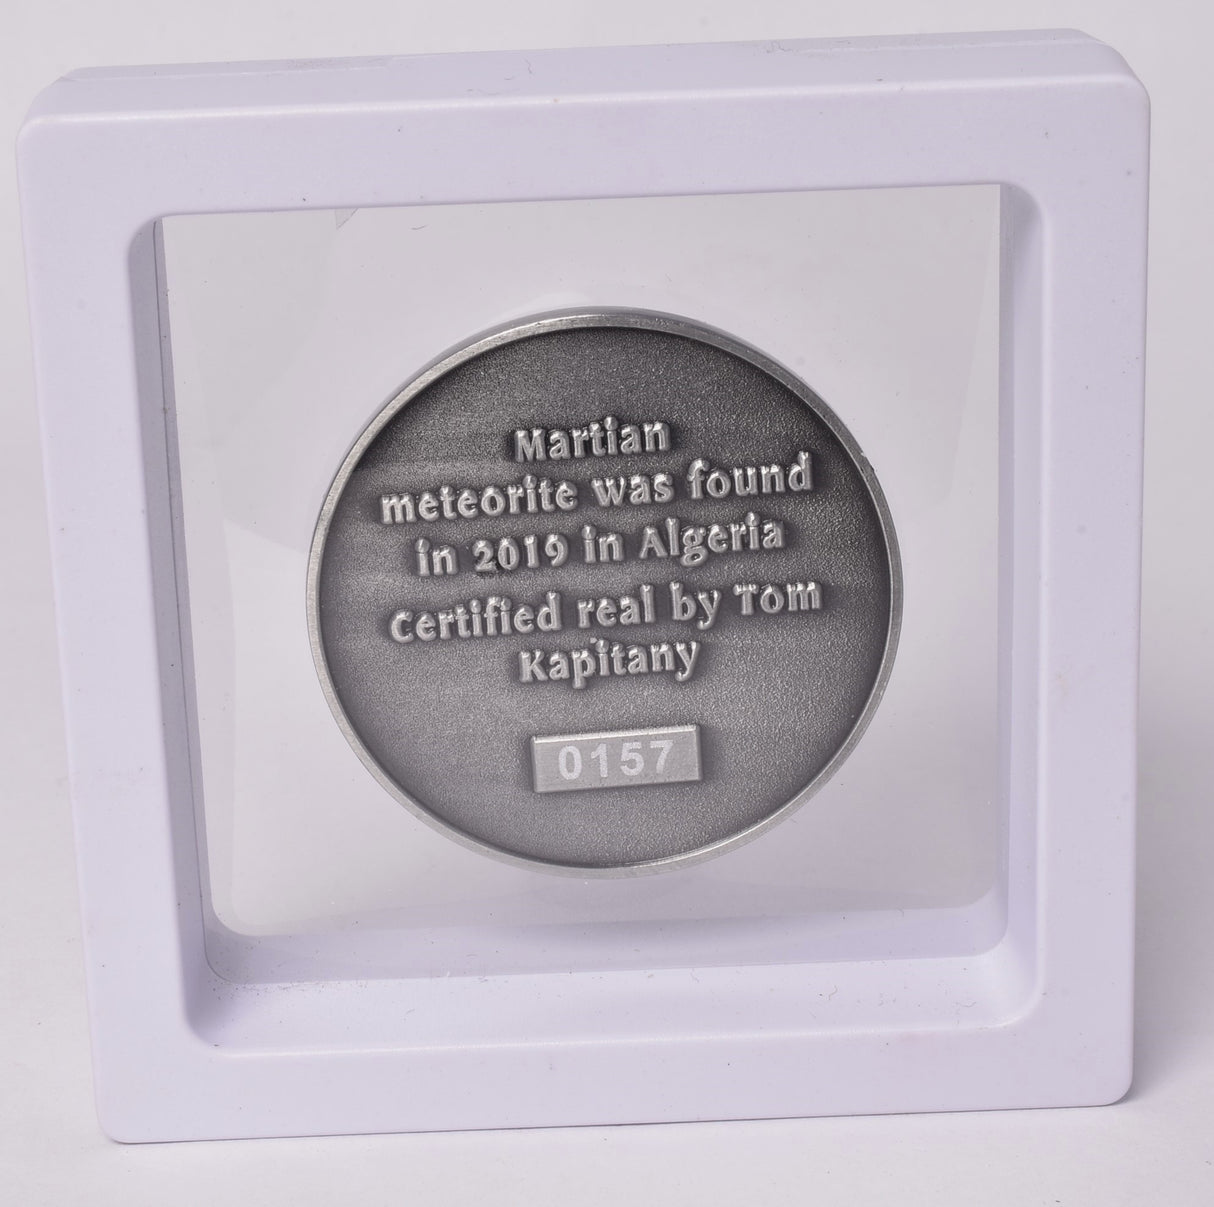 Martian
meteorite was found
in 2019 in Algeria
Certified real by Tom
Kapitany
0157